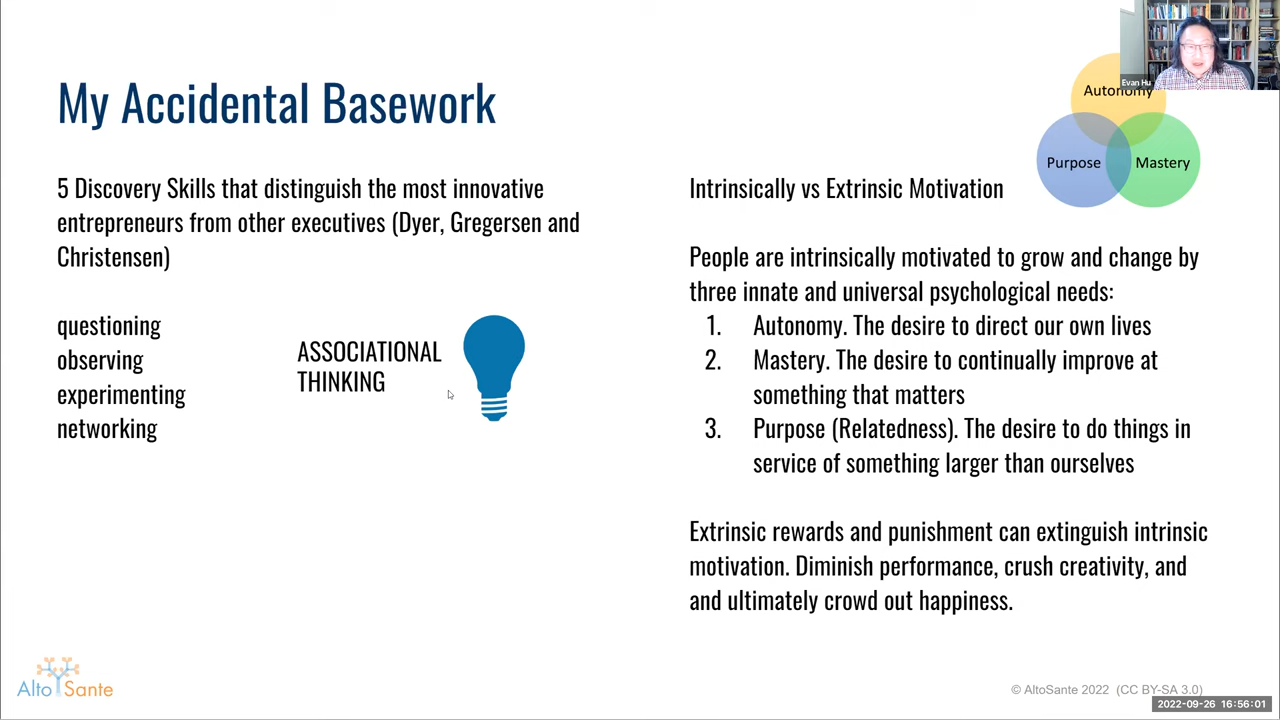 My Accidental Basework
5 Discovery Skills that distinguish the most innovative
entrepreneurs from other executives (Dyer, Gregersen and
Christensen)
questioning
observing
experimenting
networking
ASSOCIATIONAL
THINKING
Intrinsically vs Extrinsic Motivation
People are intrinsically motivated to grow and change by
three innate and universal psychological needs:
1. Autonomy. The desire to direct our own lives
2. Mastery. The desire to continually improve at
something that matters
3. Purpose (Relatedness). The desire to do things in
service of something larger than ourselves
Extrinsic rewards and punishment can extinguish intrinsic
motivation. Diminish performance, crush creativity, and
and ultimately crowd out happiness.
Autonomy
Purpose
Mastery
Evan Hu
Alto Sante
© AltoSante 2022 (CC BY-SA 3.0)
2022-09-26 16:56:01